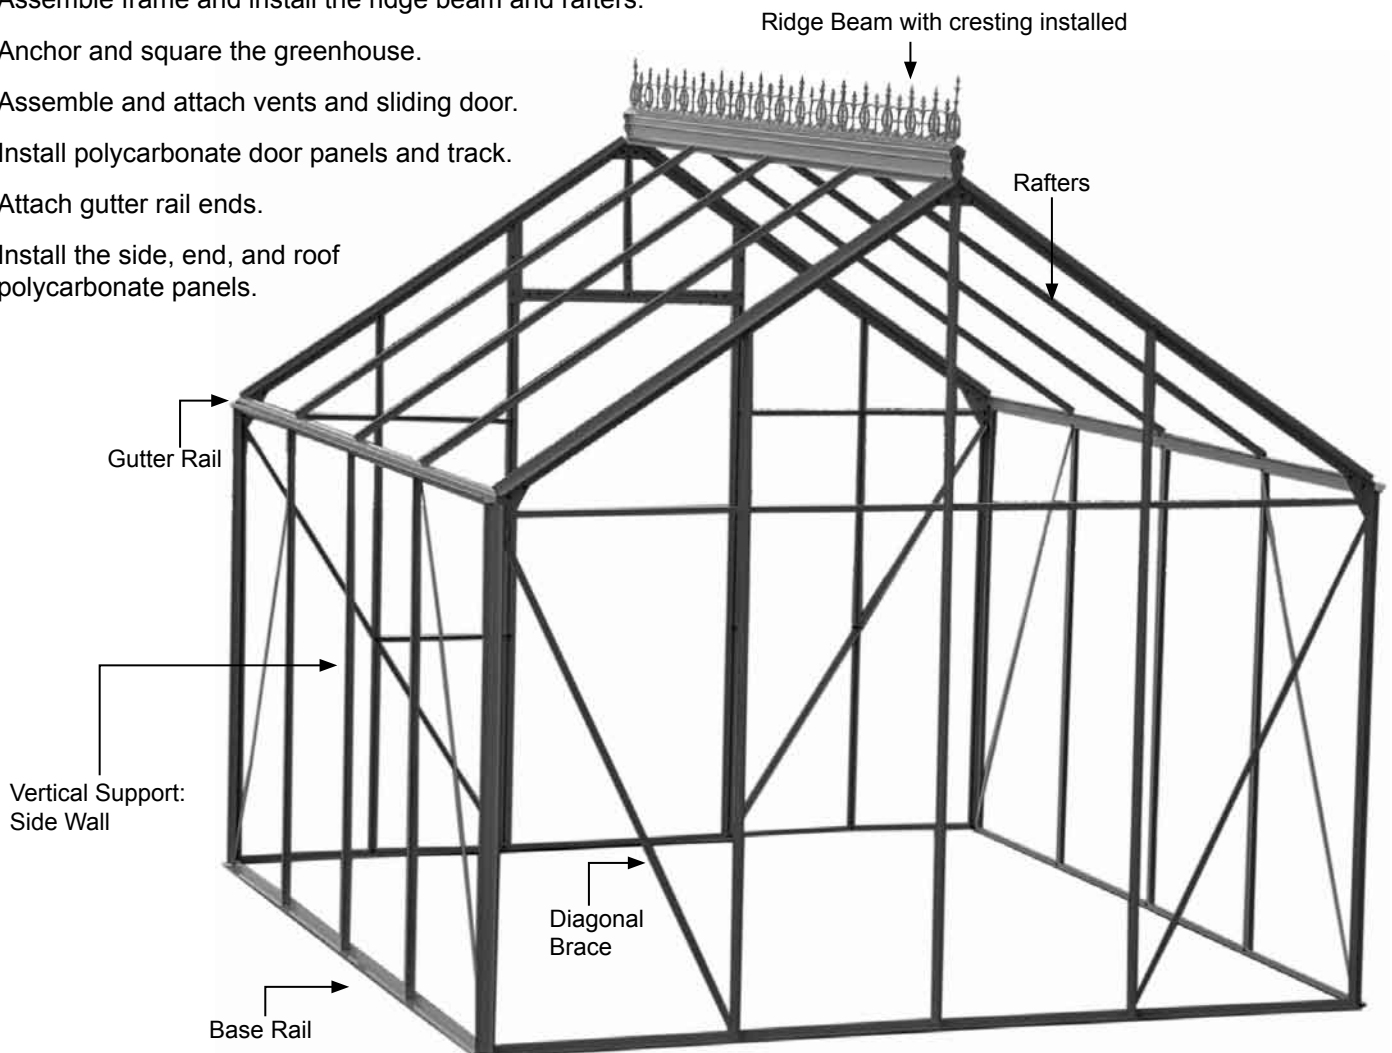 Assemble frame and install the ridge beam and rafters.
Ridge Beam with cresting installed
Anchor and square the greenhouse.
Assemble and attach vents and sliding door.
Install polycarbonate door panels and track.
Attach gutter rail ends.
Install the side, end, and roof
polycarbonate panels.
Rafters
Gutter Rail
Vertical Support:
Side Wall
Diagonal
Brace
Base Rail